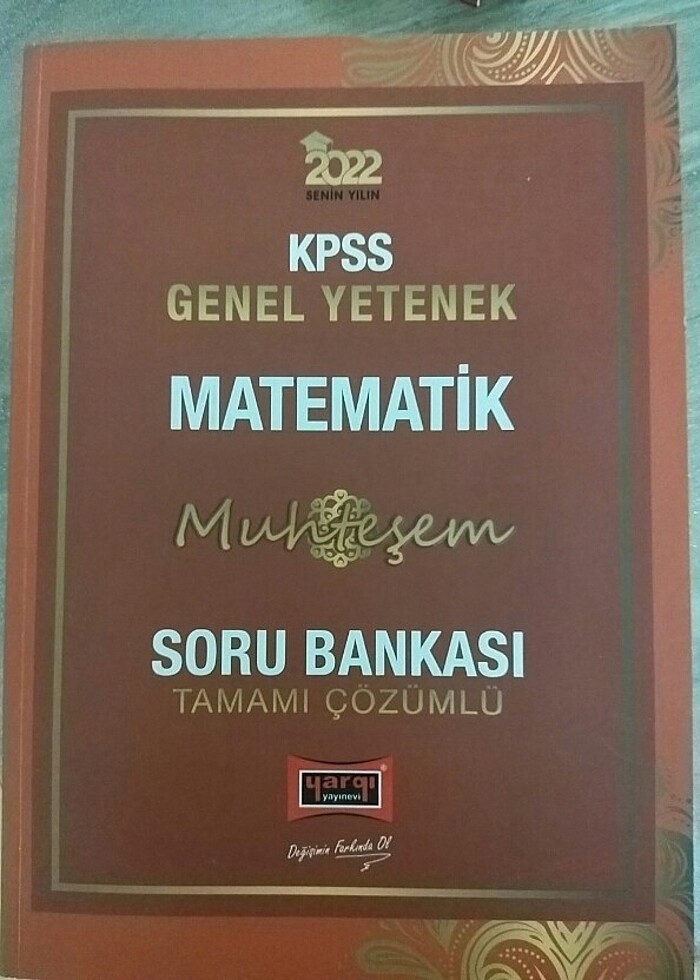 2022
SENİN YILIN
KPSS
GENEL YETENEK
MATEMATİK
Muhteşem
SORU BANKASI
TAMAMI ÇÖZÜMLÜ
yargı
yayınevi
Değişimin Farkında Ol